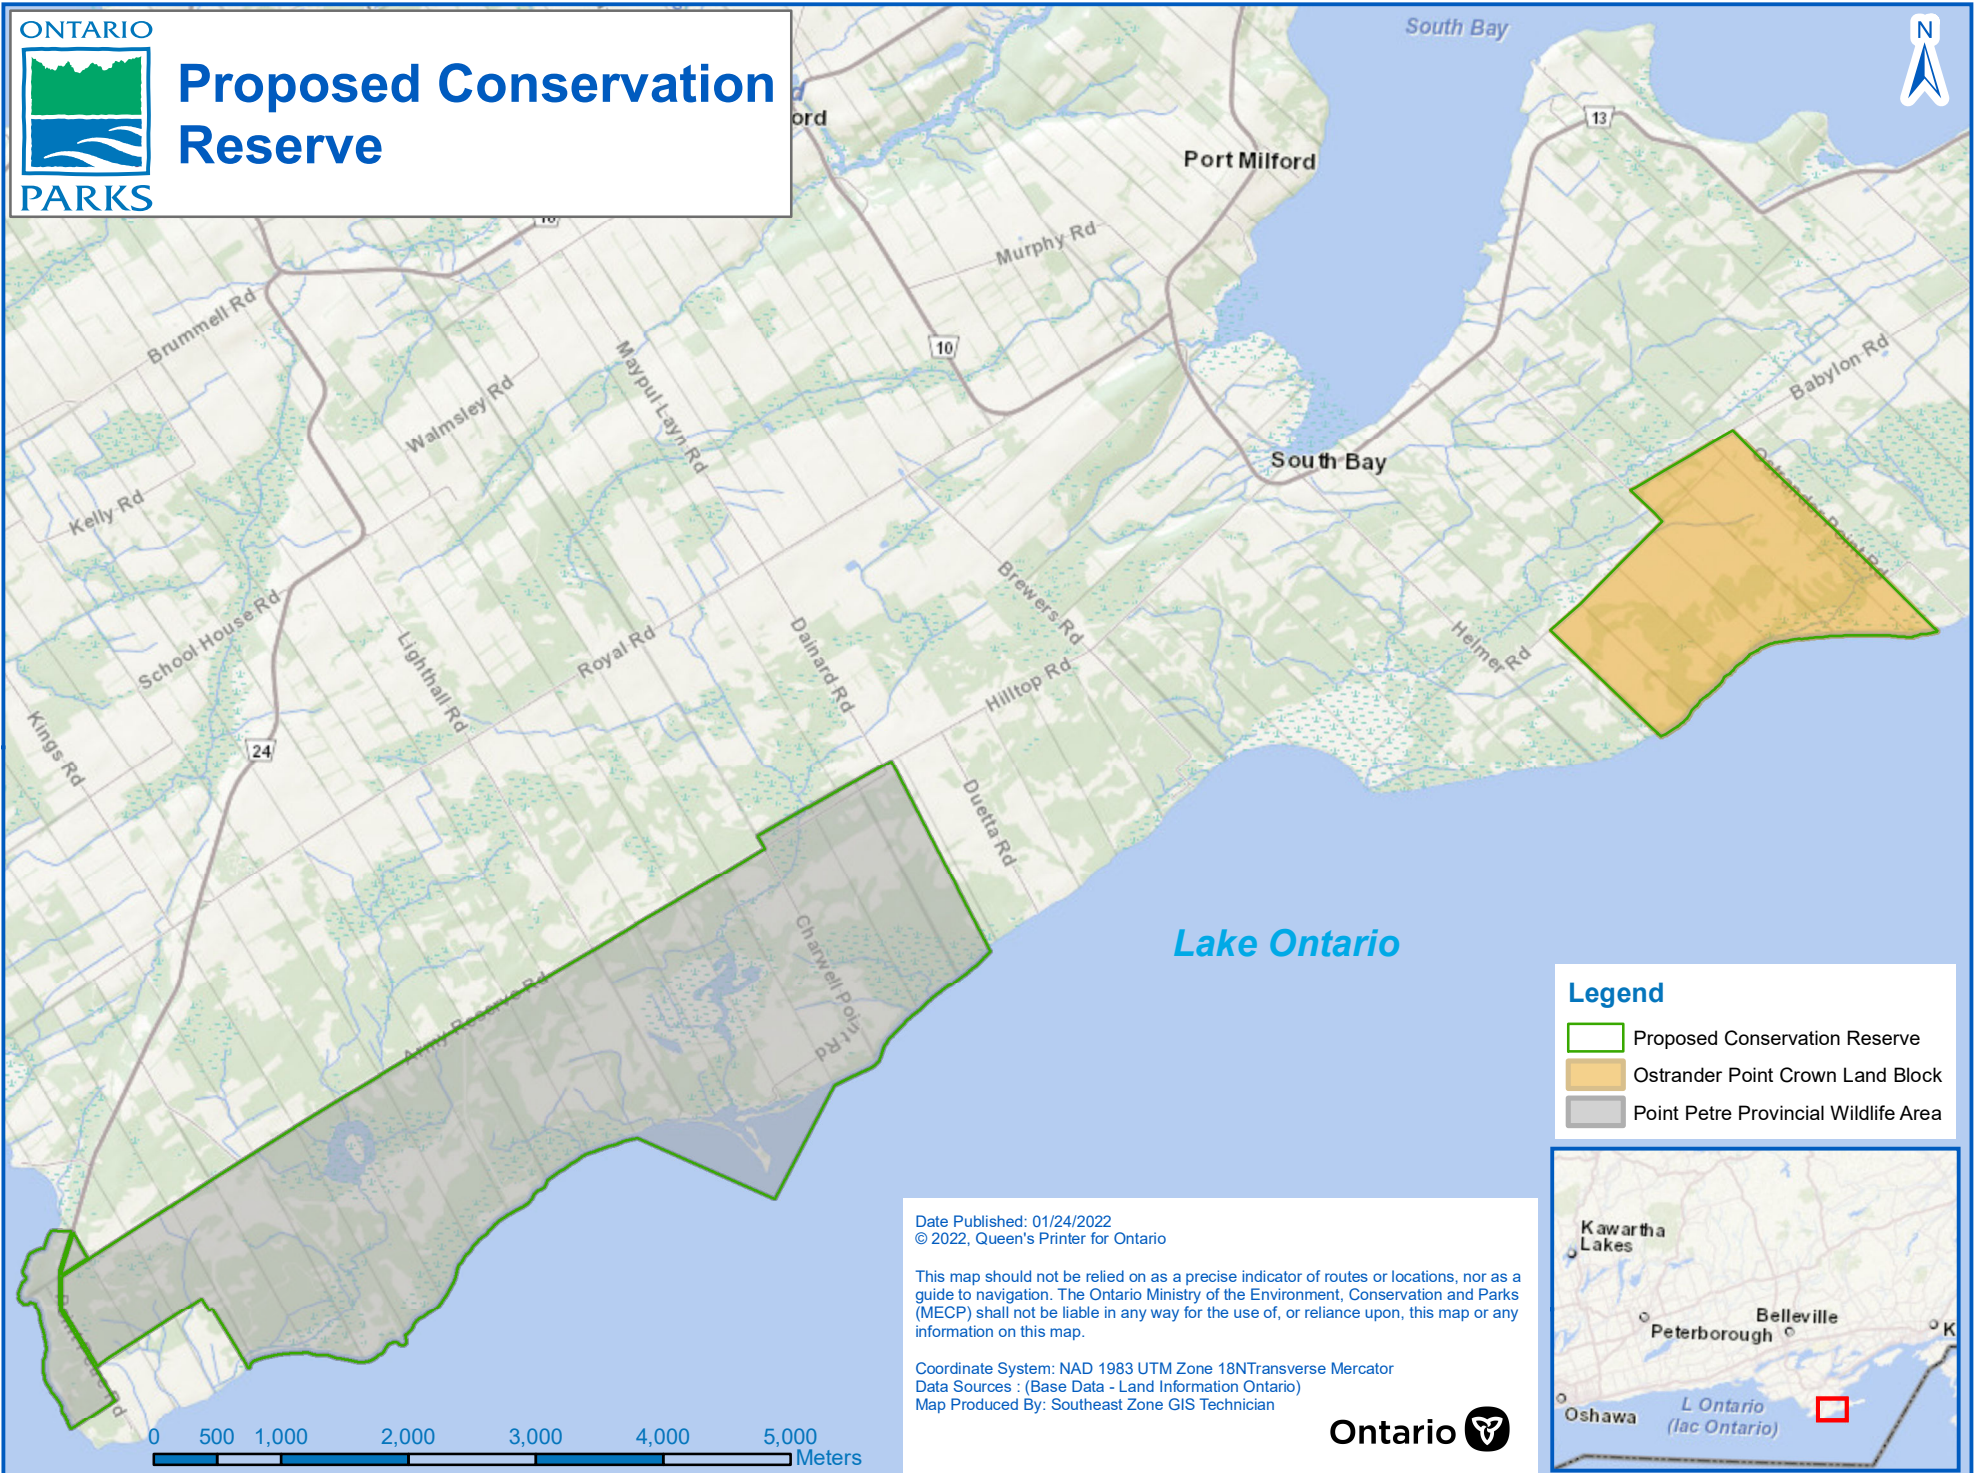 ONTARIO
PARKS
Proposed Conservation
Reserve
South Bay
N
ord
Port Milford
13
Murphy Rd
Brummell Rd
10
Maypul Layn Rd
Walmsley Rd
Babylon Rd
South Bay
Ostrander Point Rd
Kelly Rd
Brewers Rd
School House Rd
Lighthall Rd
Royal Rd
Dainard Rd
Hilltop Rd
Helmer Rd
Kings Rd
24
Duetta Rd
Charwell Point Rd
Army Reserve Rd
Lake Ontario
Legend
Proposed Conservation Reserve
Ostrander Point Crown Land Block
Point Petre Provincial Wildlife Area
Date Published: 01/24/2022
© 2022, Queen's Printer for Ontario
This map should not be relied on as a precise indicator of routes or locations, nor as a
guide to navigation. The Ontario Ministry of the Environment, Conservation and Parks
(MECP) shall not be liable in any way for the use of, or reliance upon, this map or any
information on this map.
Coordinate System: NAD 1983 UTM Zone 18NTransverse Mercator
Data Sources : (Base Data - Land Information Ontario)
Map Produced By: Southeast Zone GIS Technician
Ontario
Kawartha
Lakes
Belleville
Peterborough
K
Oshawa
L Ontario
(lac Ontario)
0 500 1,000 2,000 3,000 4,000 5,000
Meters